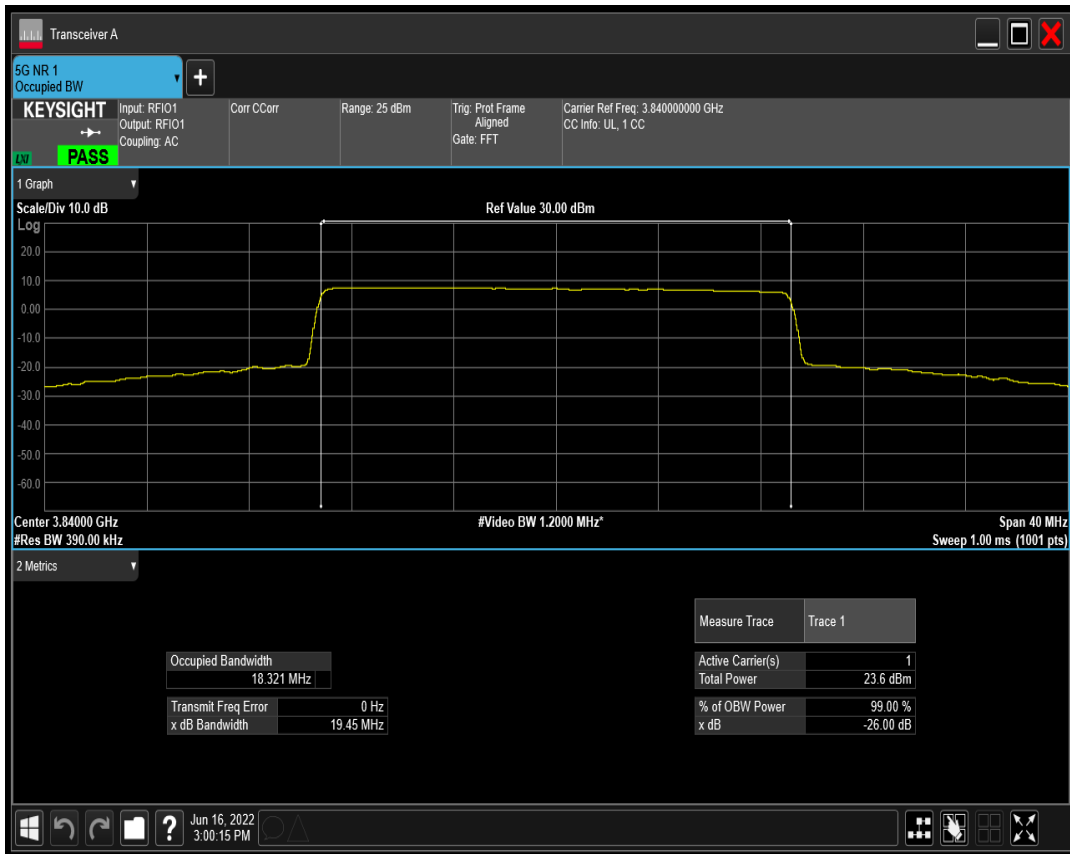 Transceiver A
5G NR 1
Occupied BW
KEYSIGHT
LXI
PASS
Input: RFIO1
Output: RFIO1
Coupling: AC
Corr CCorr
Range: 25 dBm
Trig: Prot Frame
Aligned
Gate: FFT
Carrier Ref Freq: 3.840000000 GHz
CC Info: UL, 1 CC
1 Graph
Scale/Div 10.0 dB
Ref Value 30.00 dBm
Log
20.0
10.0
0.00
-10.0
-20.0
-30.0
-40.0
-50.0
-60.0
Center 3.84000 GHz
#Video BW 1.2000 MHz*
Span 40 MHz
#Res BW 390.00 kHz
Sweep 1.00 ms (1001 pts)
2 Metrics
Measure Trace Trace 1
Occupied Bandwidth
18.321 MHz
Active Carrier(s) 1
Total Power 23.6 dBm
Transmit Freq Error 0 Hz
x dB Bandwidth 19.45 MHz
% of OBW Power 99.00 %
x dB -26.00 dB
?
Jun 16, 2022
3:00:15 PM